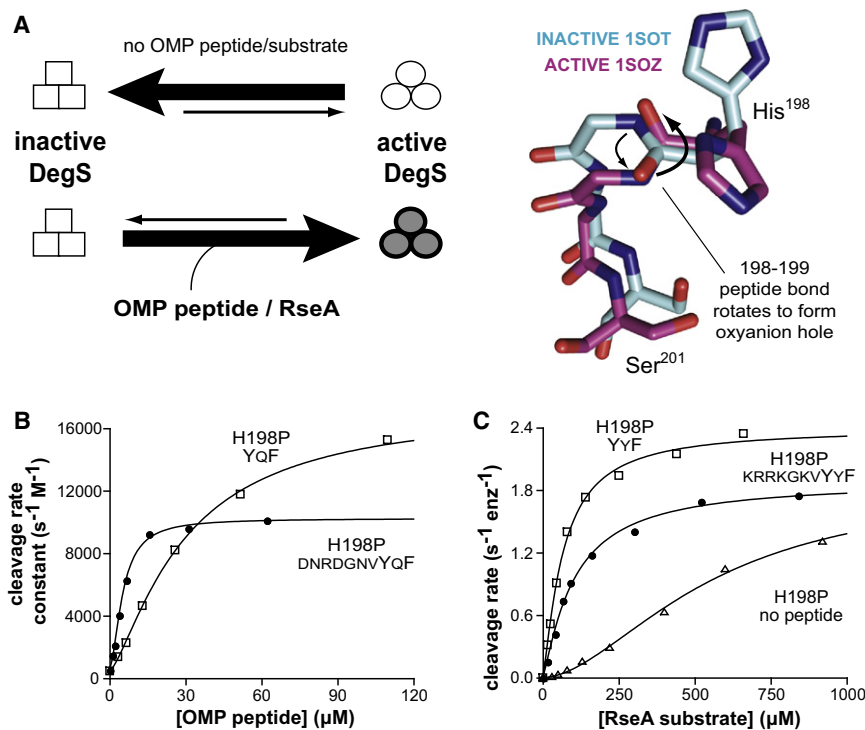 A
no OMP peptide/substrate
inactive
DegS
active
DegS
OMP peptide / RseA
INACTIVE 1SOT
ACTIVE 1SOZ
His198
198-199
peptide bond
rotates to form
oxyanion hole
Ser201
B
cleavage rate
constant (s-1 M-1)
16000
12000
8000
4000
0
H198P
YQF
H198P
DNRDGNVYQF
0
30
60
90
120
[OMP peptide] (µM)
C
cleavage rate (s-1 enz-1)
2.4
1.8
1.2
0.6
0.0
H198P
YYF
H198P
KRRKGKVYYF
H198P
no peptide
0
250
500
750
1000
[RseA substrate] (µM)